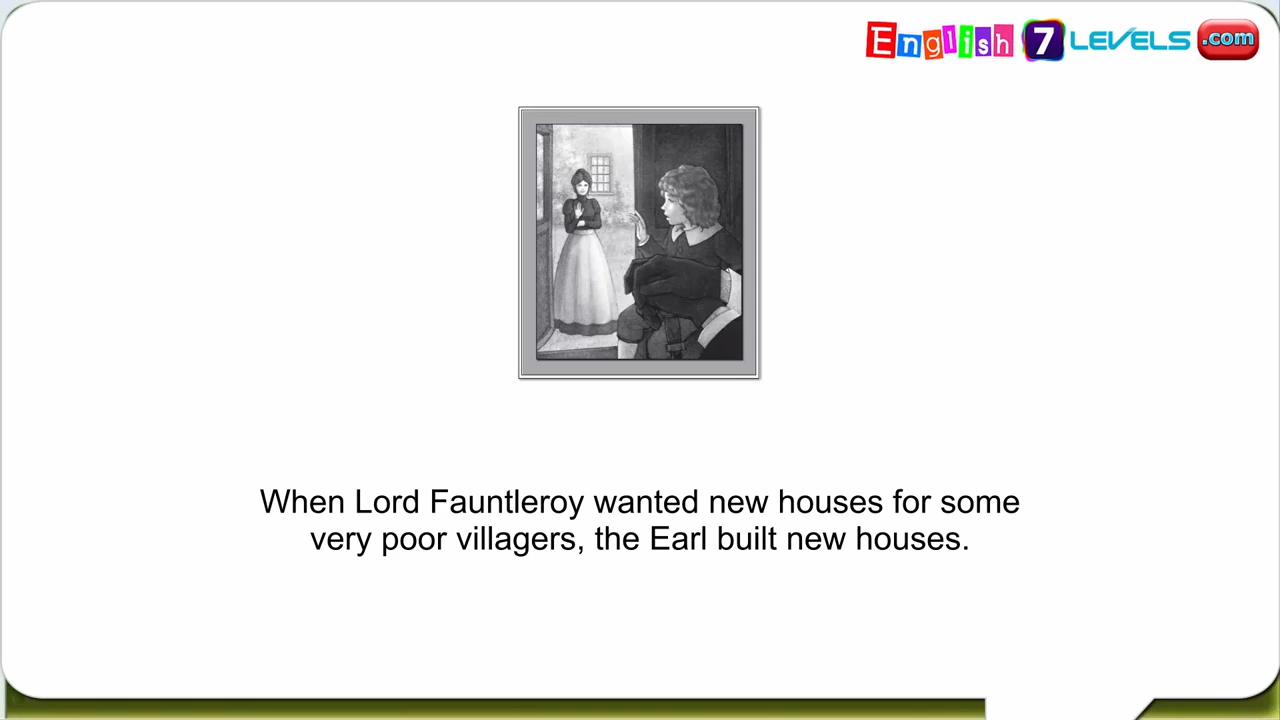 English 7 LEVELS .com
When Lord Fauntleroy wanted new houses for some
very poor villagers, the Earl built new houses.